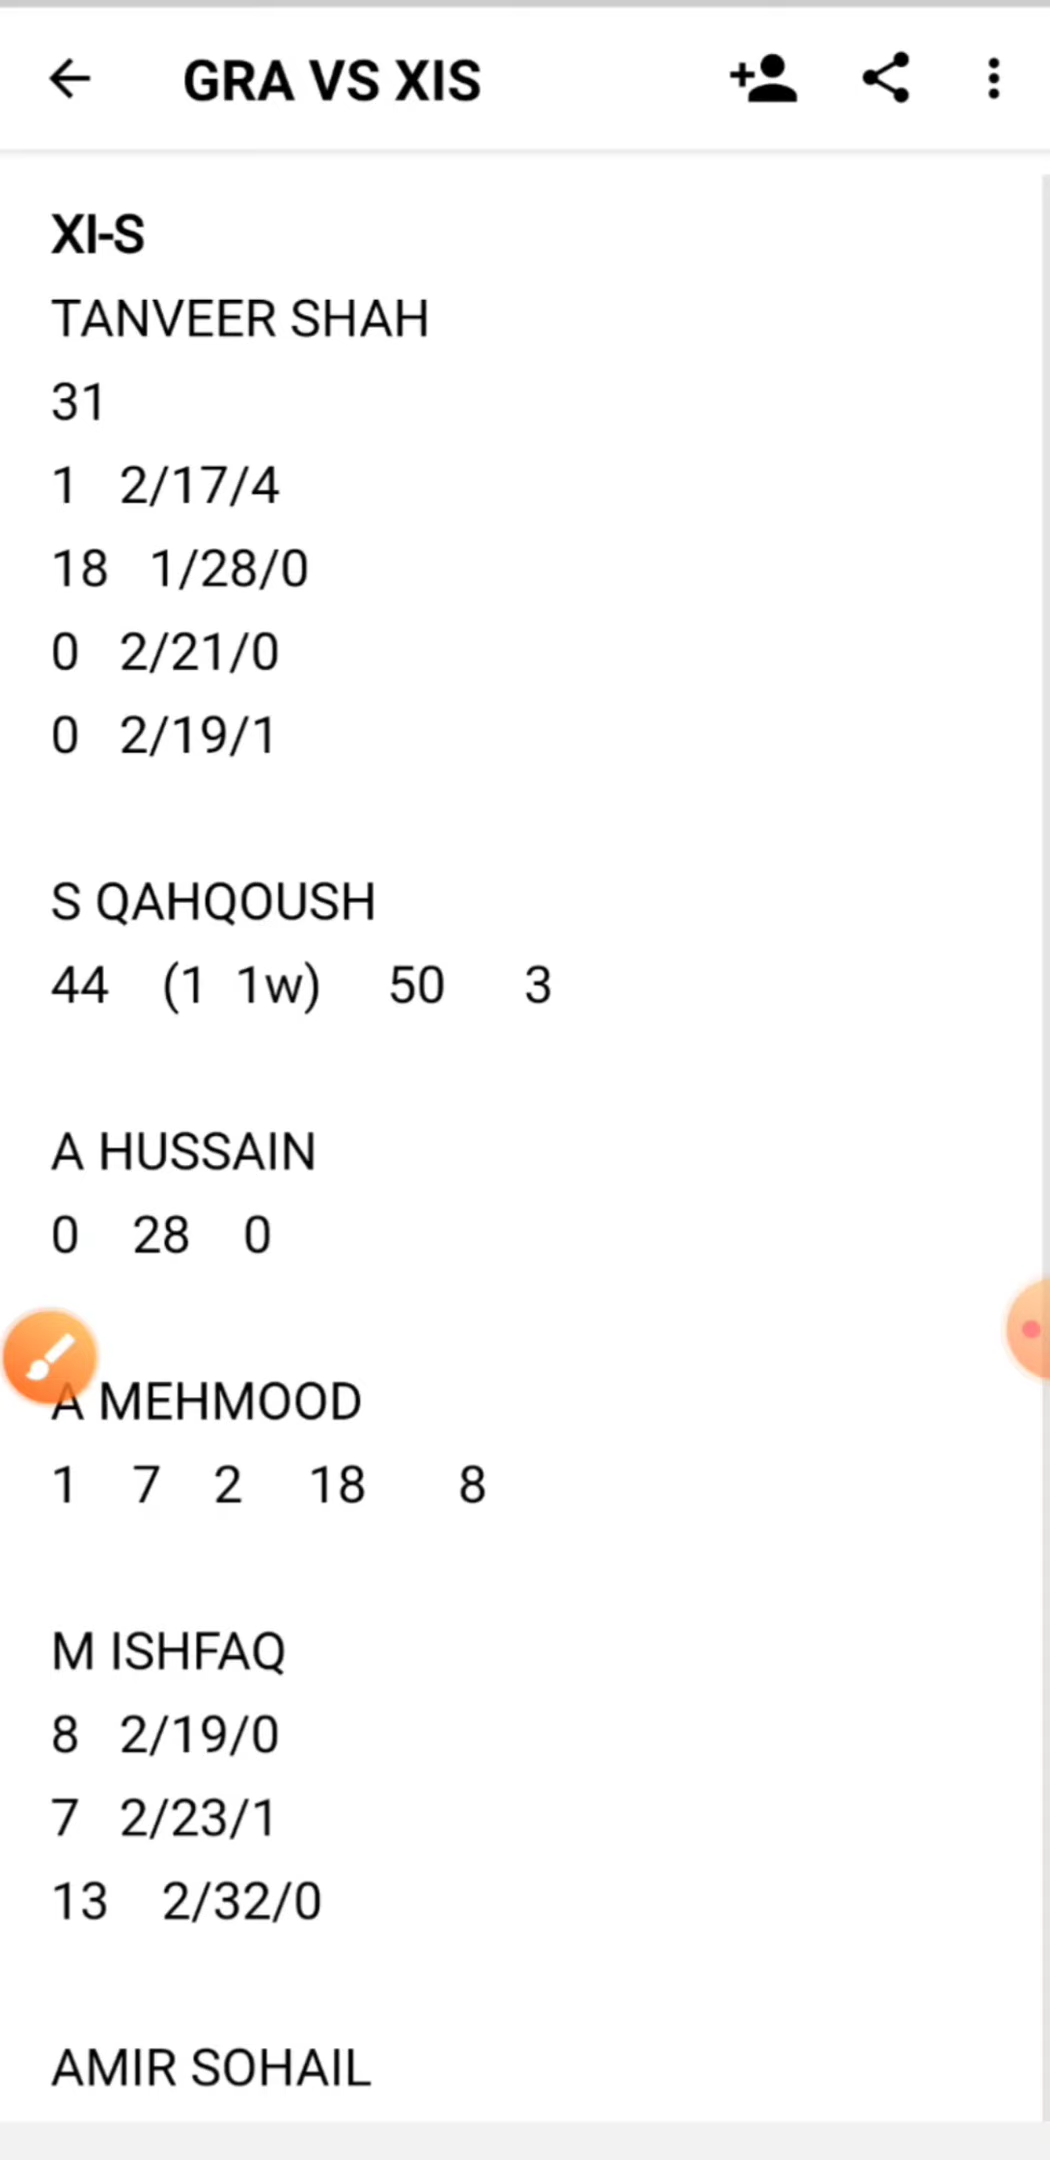 GRA VS XIS
XI-S
TANVEER SHAH
31
1 2/17/4
18 1/28/0
0 2/21/0
0 2/19/1
S QAHQOUSH
44 (1 1w) 50 3
A HUSSAIN
0 28 0
A MEHMOOD
1 7 2 18 8
M ISHFAQ
8 2/19/0
7 2/23/1
13 2/32/0
AMIR SOHAIL